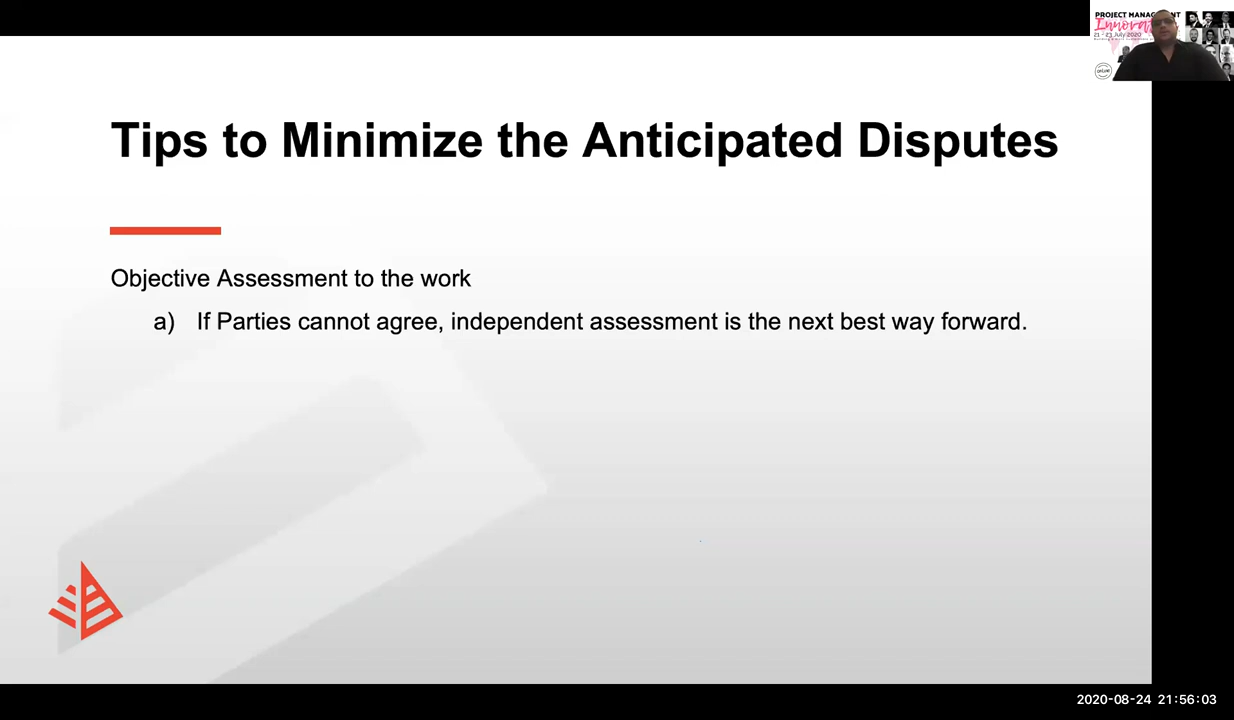 PROJECT MANAGEMENT
21 - 23 July 2020
Tips to Minimize the Anticipated Disputes
Objective Assessment to the work
a) If Parties cannot agree, independent assessment is the next best way forward.
2020-08-24 21:56:03